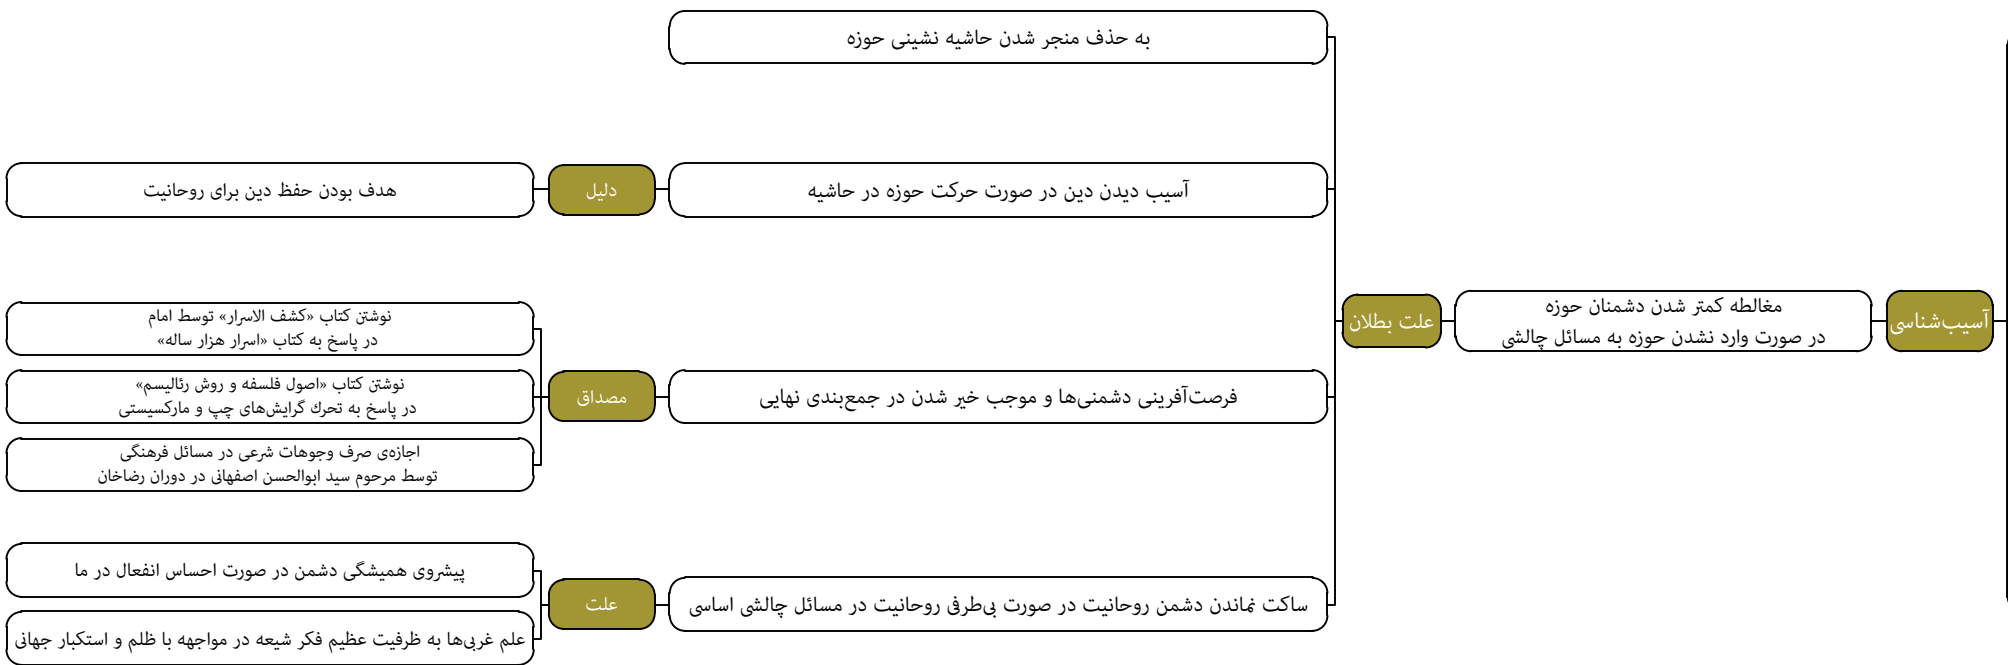 آسیب‌شناسی
مغالطه کمتر شدن دشمنان حوزه
در صورت وارد نشدن حوزه به مسائل چالشی
علت بطلان
به حذف منجر شدن حاشیه نشینی حوزه
آسیب دیدن دین در صورت حرکت حوزه در حاشیه
دلیل
هدف بودن حفظ دین برای روحانیت
فرصت‌آفرینی دشمنی‌ها و موجب خیر شدن در جمع‌بندی نهایی
مصداق
نوشتن کتاب «کشف الاسرار» توسط امام
در پاسخ به کتاب «اسرار هزار ساله»
نوشتن کتاب «اصول فلسفه و روش رئالیسم»
در پاسخ به تحرك گرایش‌های چپ و مارکسیستی
اجازه‌ی صرف وجوهات شرعی در مسائل فرهنگی
توسط مرحوم سید ابوالحسن اصفهانی در دوران رضاخان
ساکت نماندن دشمن روحانیت در صورت بی‌طرفی روحانیت در مسائل چالشی اساسی
علت
پیشروی همیشگی دشمن در صورت احساس انفعال در ما
علم غربی‌ها به ظرفیت عظیم فکر شیعه در مواجهه با ظلم و استکبار جهانی